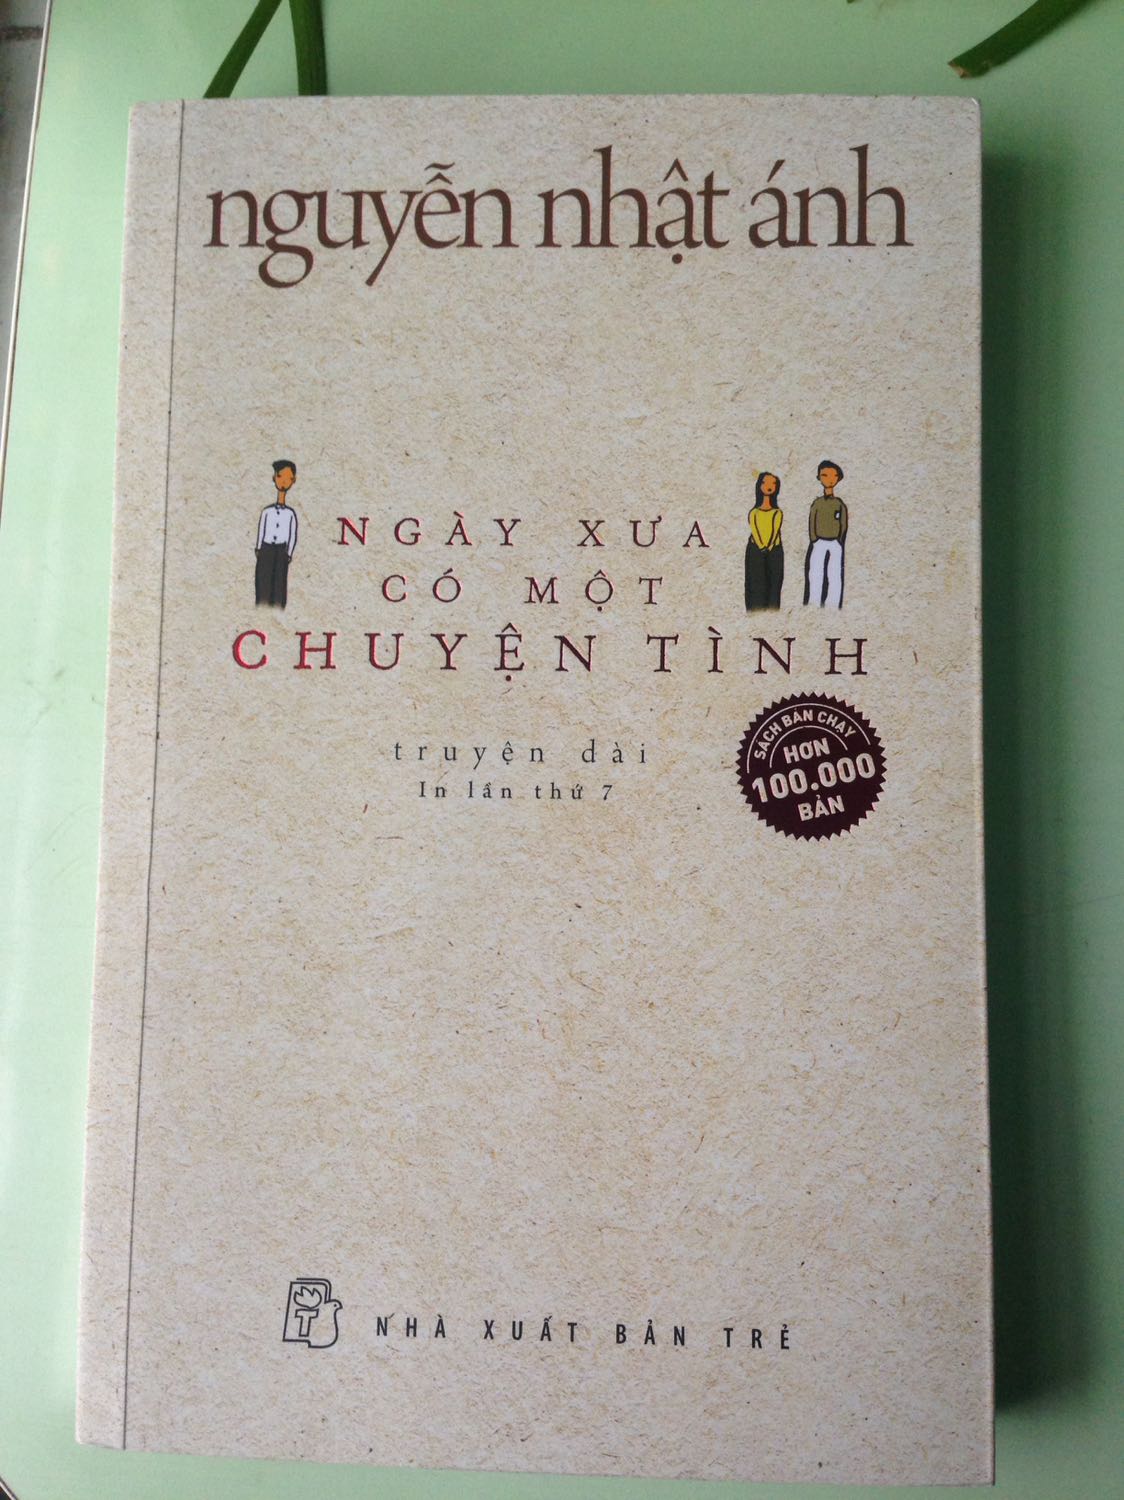 nguyễn nhật ánh
NGÀY XƯA
CÓ MỘT
CHUYỆN TÌNH
truyện dài
In lần thứ 7
SÁCH BÁN CHẠY
HƠN
100.000
BẢN
T
NHÀ XUẤT BẢN TRẺ